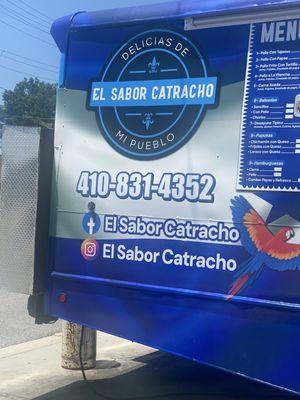 DELICIAS DE
EL SABOR CATRACHO
MI PUEBLO
410-831-4352
El Sabor Catracho
El Sabor Catracho
MENU
1- Pollo Con Tajadas
2- Pollo Con Papas
3- Pollo Frito Con Tortilla
4- Pollo A La Plancha
5- Carne Asada
6- Baleadas
- Sencillas
- Con Pollo
- Chorizo
7- Desayuno Típico
8- Pupusas
- Chicharrón con Queso
- Frijoles con Queso
- Loroco con Queso
9- Hamburguesas
- Carne
- Pollo
- Combo Papas y Refresco